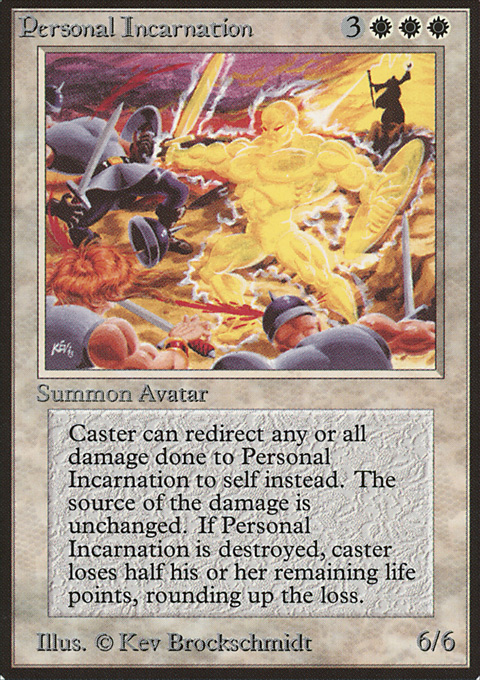 Personal Incarnation 3
Summon Avatar
Caster can redirect any or all
damage done to Personal
Incarnation to self instead. The
source of the damage is
unchanged. If Personal
Incarnation is destroyed, caster
loses half his or her remaining life
points, rounding up the loss.
Illus. © Kev Brockschmidt 6/6